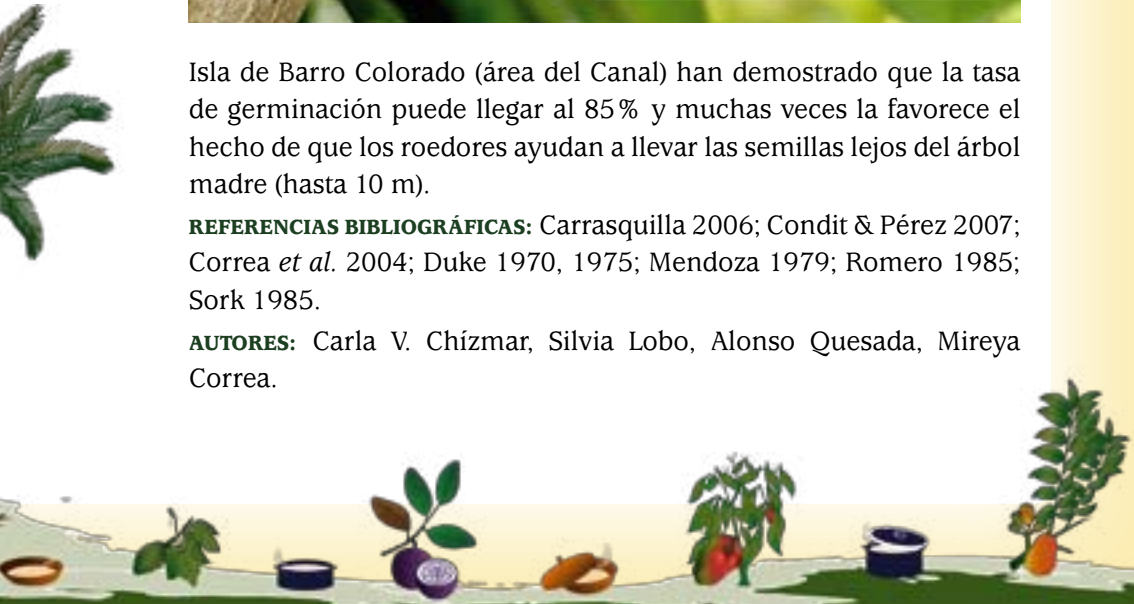 Isla de Barro Colorado (área del Canal) han demostrado que la tasa
de germinación puede llegar al 85% y muchas veces la favorece el
hecho de que los roedores ayudan a llevar las semillas lejos del árbol
madre (hasta 10 m).
REFERENCIAS BIBLIOGRÁFICAS: Carrasquilla 2006; Condit & Pérez 2007;
Correa et al. 2004; Duke 1970, 1975; Mendoza 1979; Romero 1985;
Sork 1985.
AUTORES: Carla V. Chízmar, Silvia Lobo, Alonso Quesada, Mireya
Correa.